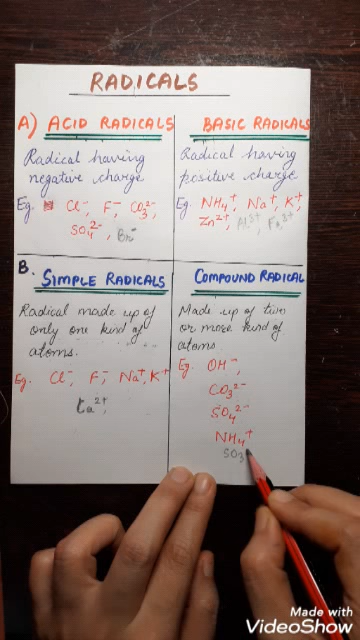 RADICALS
A) ACID RADICALS
Radical having
negative charge
Eg. Cl⁻, F⁻, CO₃²⁻,
SO₄²⁻, Br⁻
BASIC RADICALS
Radical having
positive charge
Eg. NH₄⁺, Na⁺, K⁺,
Zn²⁺, Al³⁺, Fe³⁺
B. SIMPLE RADICALS
Radical made up of
only one kind of
atoms.
Eg. Cl⁻, F⁻, Na⁺, K⁺
Ca²⁺,
COMPOUND RADICAL
Made up of two
or more kind of
atoms
Eg. OH⁻,
CO₃²⁻
SO₄²⁻
NH₄⁺
SO₃
Made with
VideoShow